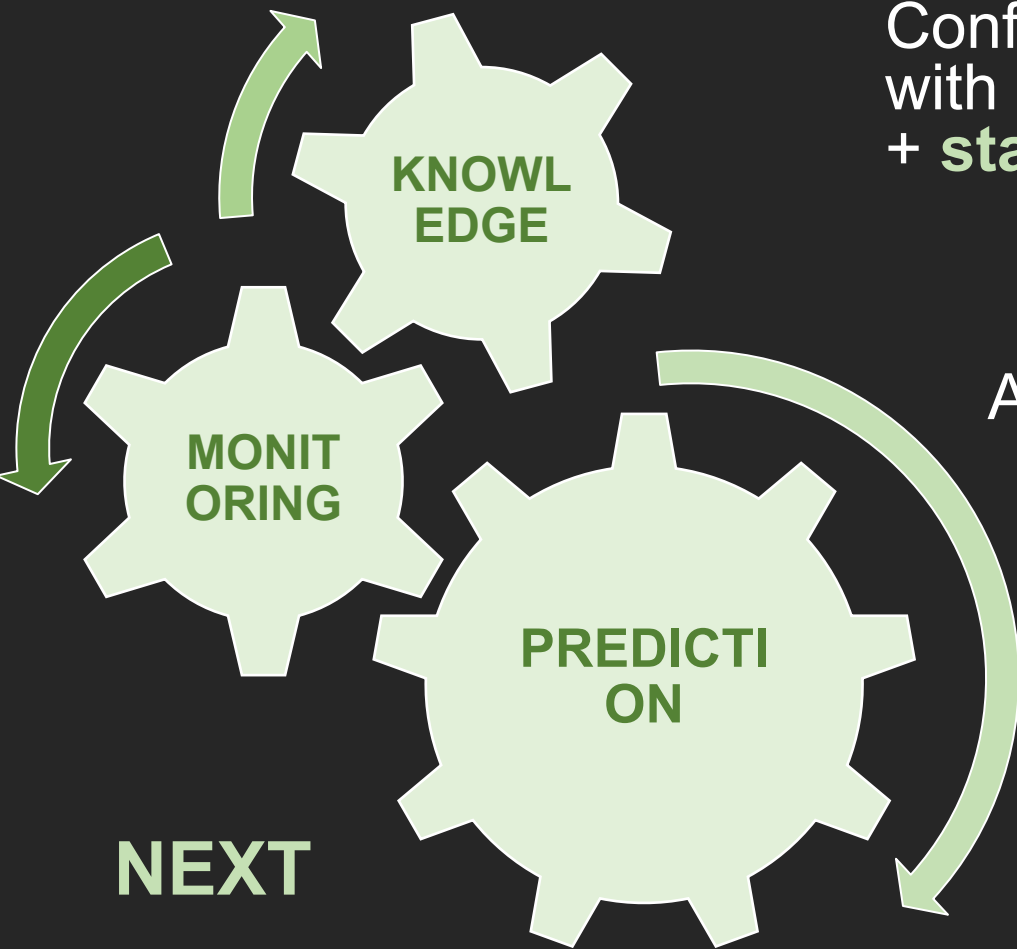 Conf
with
+ sta
KNOWL
EDGE
A
MONIT
ORING
PREDICTI
ON
NEXT